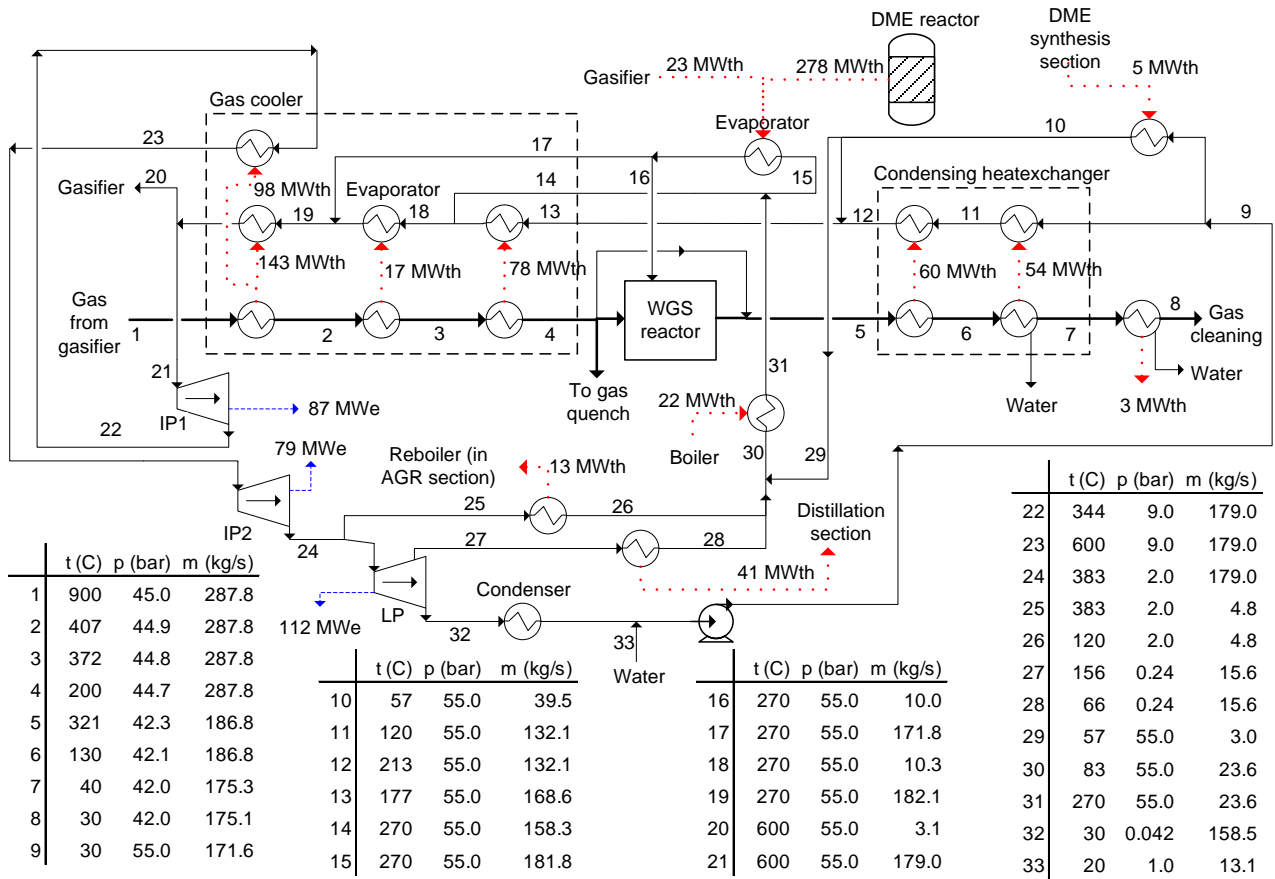 DME reactor
DME
synthesis
section
Gasifier
23 MWth
278 MWth
5 MWth
Gas cooler
Evaporator
10
23
17
16
14
15
Gasifier
20
98 MWth
Evaporator
Condensing heatexchanger
19
18
13
12
11
9
143 MWth
17 MWth
78 MWth
60 MWth
54 MWth
Gas
from
gasifier
1
2
3
4
WGS
reactor
5
6
7
8
Gas
cleaning
21
To gas
quench
31
Water
Water
3 MWth
IP1
87 MWe
22 MWth
22
79 MWe
Boiler
30
29
Reboiler (in
AGR section)
13 MWth
25
26
Distillation
section
IP2
24
27
28
41 MWth
LP
Condenser
112 MWe
32
33
Water
t (C) p (bar) m (kg/s)
1 900 45.0 287.8
2 407 44.9 287.8
3 372 44.8 287.8
4 200 44.7 287.8
5 321 42.3 186.8
6 130 42.1 186.8
7 40 42.0 175.3
8 30 42.0 175.1
9 30 55.0 171.6
t (C) p (bar) m (kg/s)
10 57 55.0 39.5
11 120 55.0 132.1
12 213 55.0 132.1
13 177 55.0 168.6
14 270 55.0 158.3
15 270 55.0 181.8
t (C) p (bar) m (kg/s)
16 270 55.0 10.0
17 270 55.0 171.8
18 270 55.0 10.3
19 270 55.0 182.1
20 600 55.0 3.1
21 600 55.0 179.0
t (C) p (bar) m (kg/s)
22 344 9.0 179.0
23 600 9.0 179.0
24 383 2.0 179.0
25 383 2.0 4.8
26 120 2.0 4.8
27 156 0.24 15.6
28 66 0.24 15.6
29 57 55.0 3.0
30 83 55.0 23.6
31 270 55.0 23.6
32 30 0.042 158.5
33 20 1.0 13.1